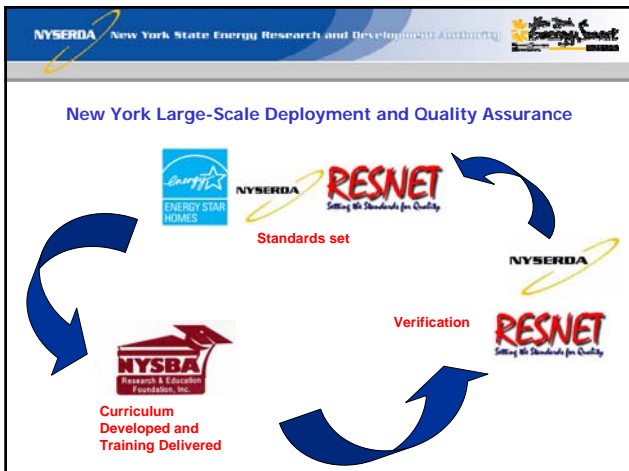 NYSERDA New York State Energy Research and Development Authority
New York Large-Scale Deployment and Quality Assurance
energy
ENERGY STAR
HOMES
NYSERDA
RESNET
Setting the Standards for Quality
Standards set
NYSERDA
Verification
RESNET
Setting the Standards for Quality
NYSBA
Research & Education
Foundation, Inc.
Curriculum
Developed and
Training Delivered